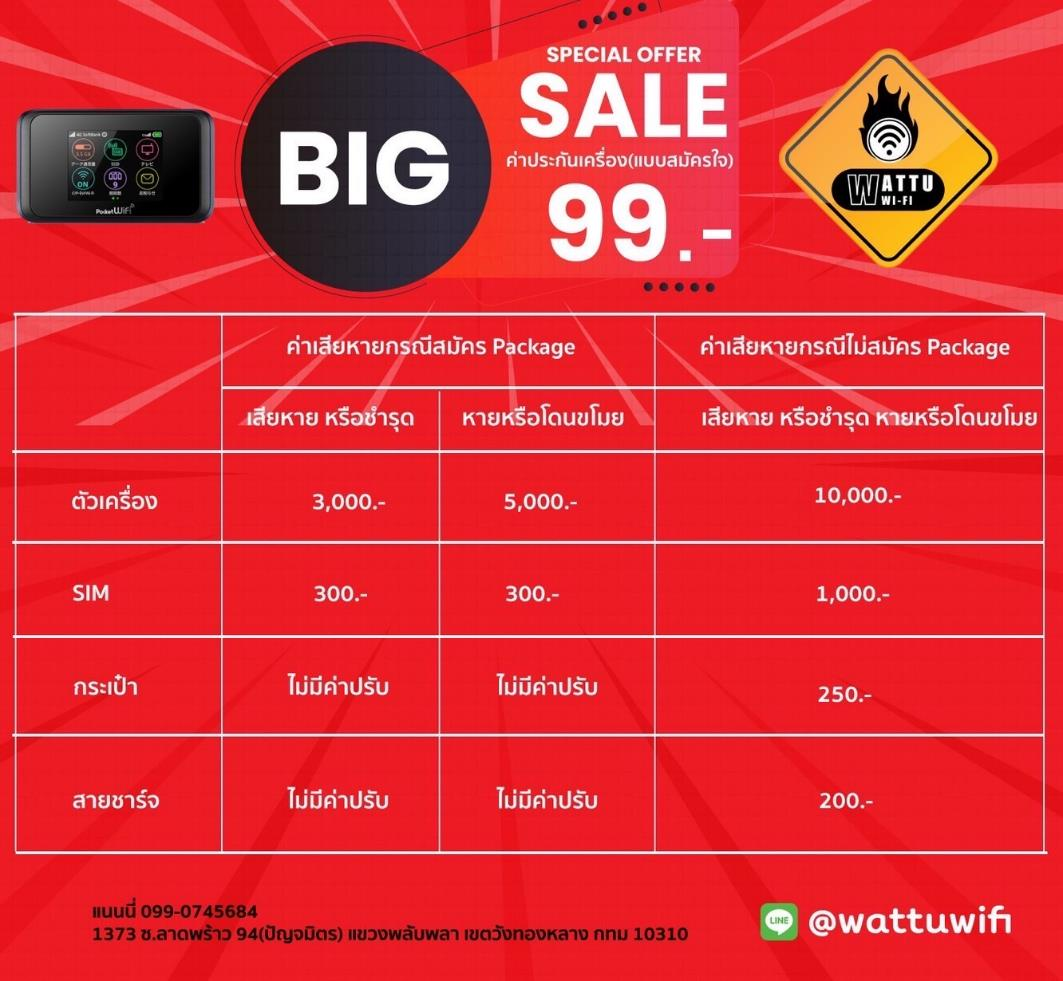 SPECIAL OFFER
BIG
SALE
ค่าประกันเครื่อง(แบบสมัครใจ)
99.-
WATTU
WI-FI
4G SoftBank
ON
9
Pocket WiFi
ค่าเสียหายกรณีสมัคร Package
ค่าเสียหายกรณีไม่สมัคร Package
เสียหาย หรือชำรุด
หายหรือโดนขโมย
เสียหาย หรือชำรุด หายหรือโดนขโมย
ตัวเครื่อง
3,000.-
5,000.-
10,000.-
SIM
300.-
300.-
1,000.-
กระเป๋า
ไม่มีค่าปรับ
ไม่มีค่าปรับ
250.-
สายชาร์จ
ไม่มีค่าปรับ
ไม่มีค่าปรับ
200.-
แนนนี่ 099-0745684
1373 ซ.ลาดพร้าว 94(ปัญจมิตร) แขวงพลับพลา เขตวังทองหลาง กทม 10310
LINE
@wattuwifi